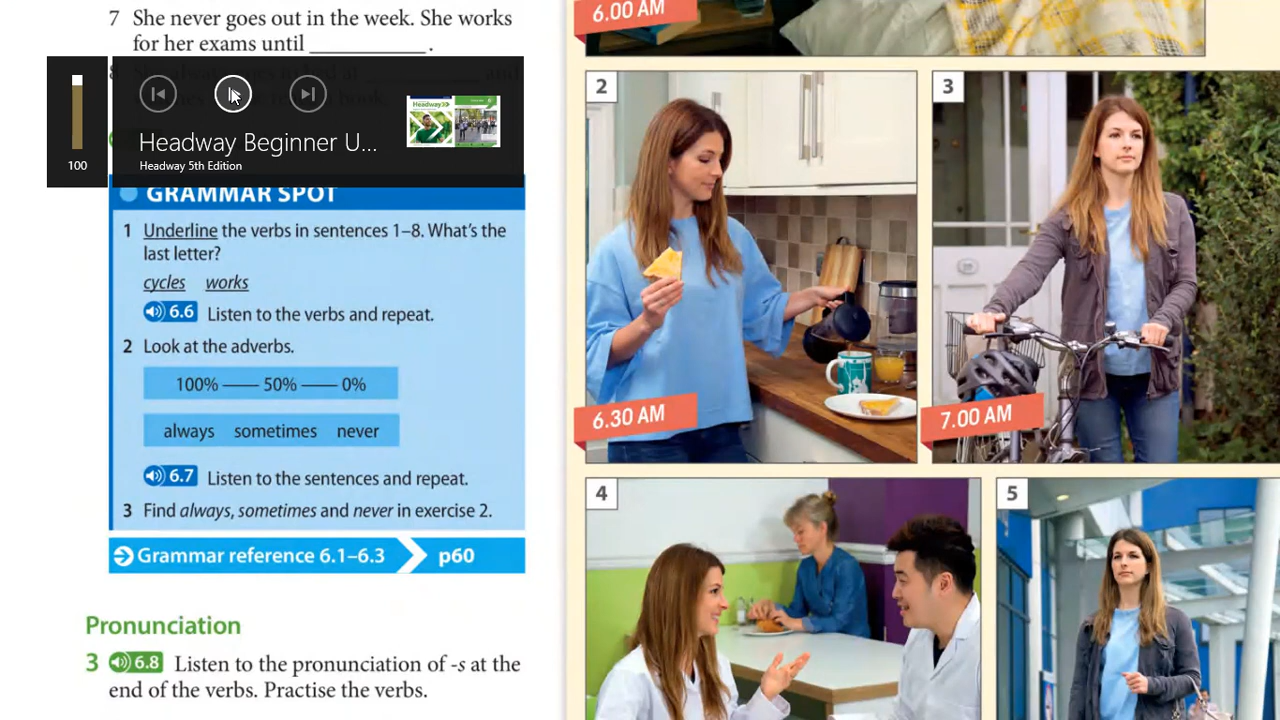 7 She never goes out in the week. She works
for her exams until ____________ .
100
Headway Beginner U...
Headway 5th Edition
Headway
GRAMMAR SPOT
1 Underline the verbs in sentences 1–8. What's the
last letter?
cycles works
6.6 Listen to the verbs and repeat.
2 Look at the adverbs.
100% — 50% — 0%
always sometimes never
6.7 Listen to the sentences and repeat.
3 Find always, sometimes and never in exercise 2.
Grammar reference 6.1–6.3 p60
Pronunciation
3 6.8 Listen to the pronunciation of -s at the
end of the verbs. Practise the verbs.
6.00 AM
2
6.30 AM
3
7.00 AM
4
5